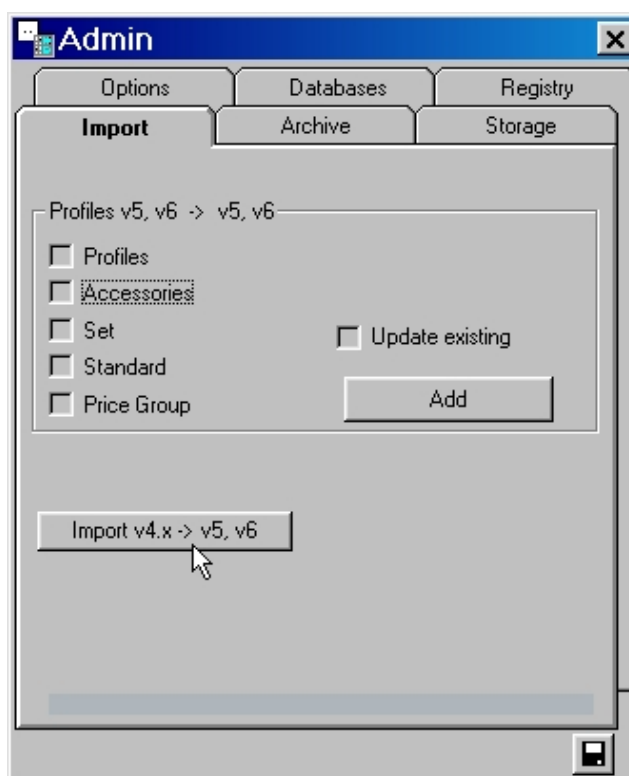 Admin
Options Databases Registry
Import Archive Storage
Profiles v5, v6 -> v5, v6
Profiles
Accessories
Set
Update existing
Standard
Price Group
Add
Import v4.x -> v5, v6